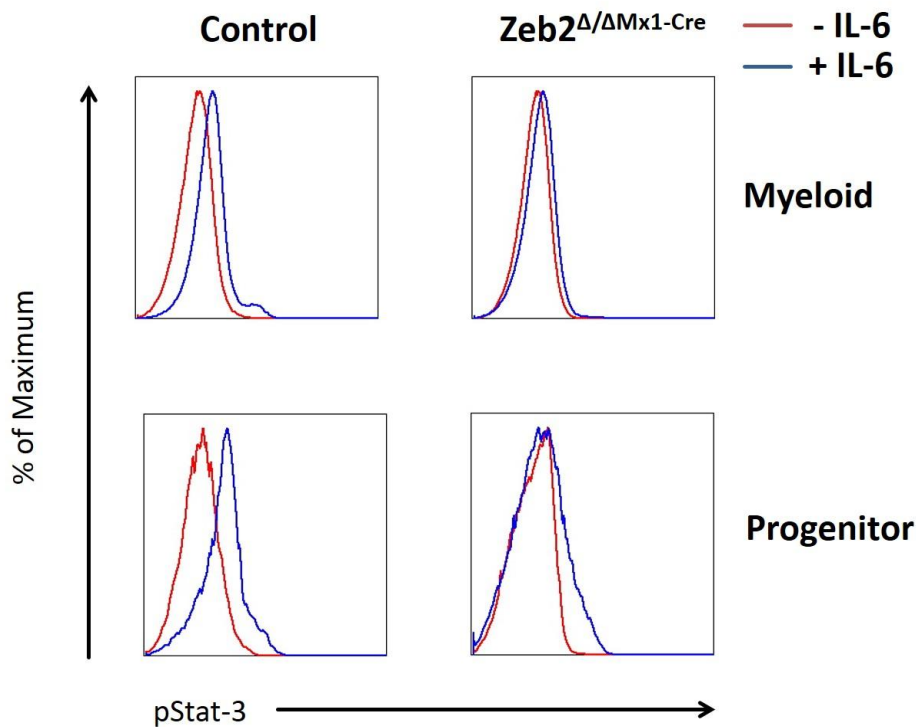 Control
Zeb2Δ/ΔMx1-Cre
- IL-6
+ IL-6
Myeloid
% of Maximum
Progenitor
pStat-3